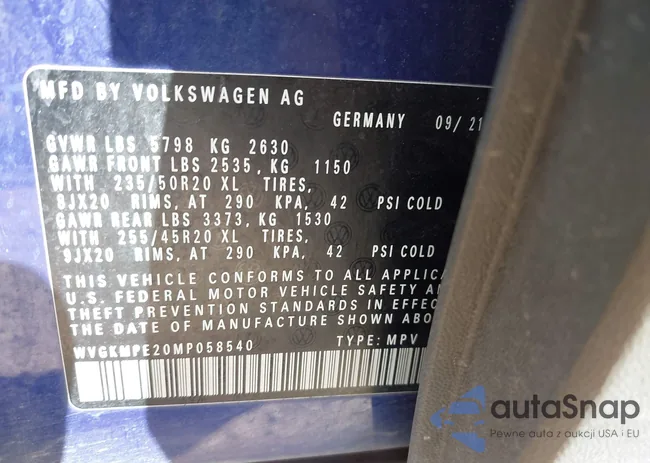 MFD BY VOLKSWAGEN AG
GERMANY 09/ 21
GVWR LBS 5798 KG 2630
GAWR FRONT LBS 2535, KG 1150
WITH 235/50R20 XL TIRES,
8JX20 RIMS, AT 290 KPA, 42 PSI COLD
GAWR REAR LBS 3373, KG 1530
WITH 255/45R20 XL TIRES,
9JX20 RIMS, AT 290 KPA, 42 PSI COLD
THIS VEHICLE CONFORMS TO ALL APPLICA
U.S. FEDERAL MOTOR VEHICLE SAFETY AN
THEFT PREVENTION STANDARDS IN EFFEC
DATE OF MANUFACTURE SHOWN ABO
WVGKMPE20MP058540 TYPE: MPV
autaSnap
Pewne auta z aukcji USA i EU